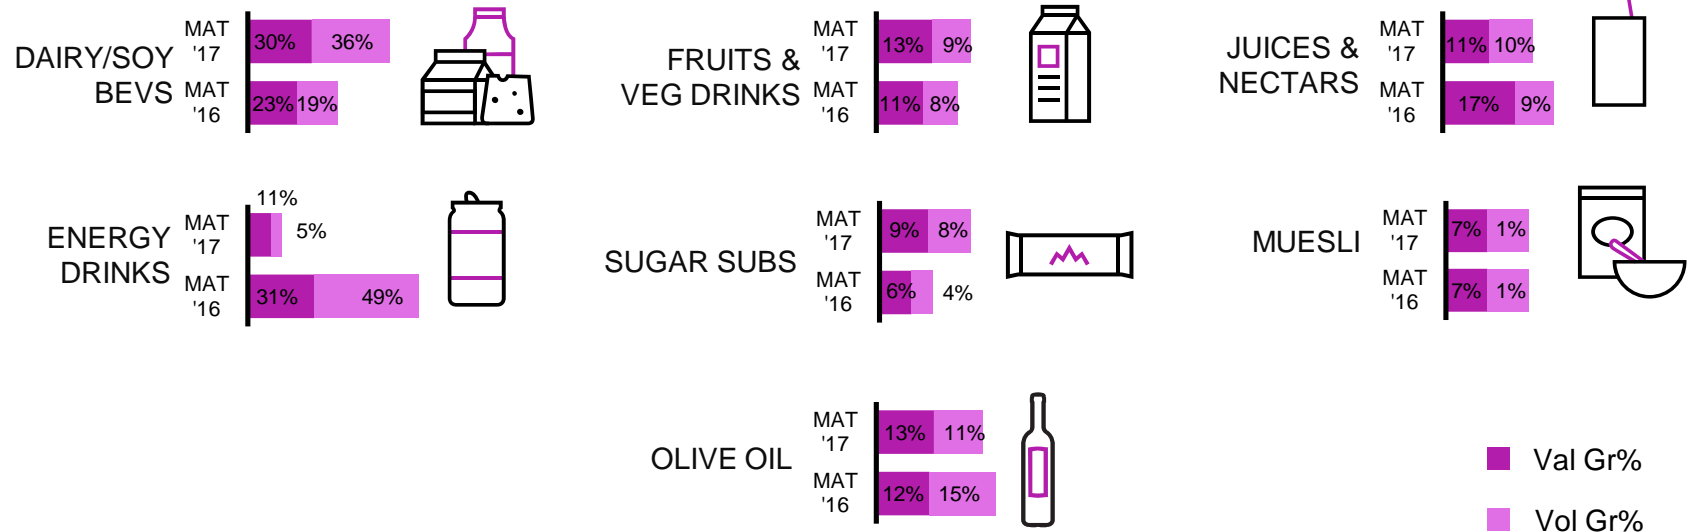 DAIRY/SOY
BEVS
MAT
'17
30%
36%
MAT
'16
23%
19%
FRUITS &
VEG DRINKS
MAT
'17
13%
9%
MAT
'16
11%
8%
JUICES &
NECTARS
MAT
'17
11%
10%
MAT
'16
17%
9%
ENERGY
DRINKS
MAT
'17
11%
5%
MAT
'16
31%
49%
SUGAR SUBS
MAT
'17
9%
8%
MAT
'16
6%
4%
MUESLI
MAT
'17
7%
1%
MAT
'16
7%
1%
OLIVE OIL
MAT
'17
13%
11%
MAT
'16
12%
15%
Val Gr%
Vol Gr%